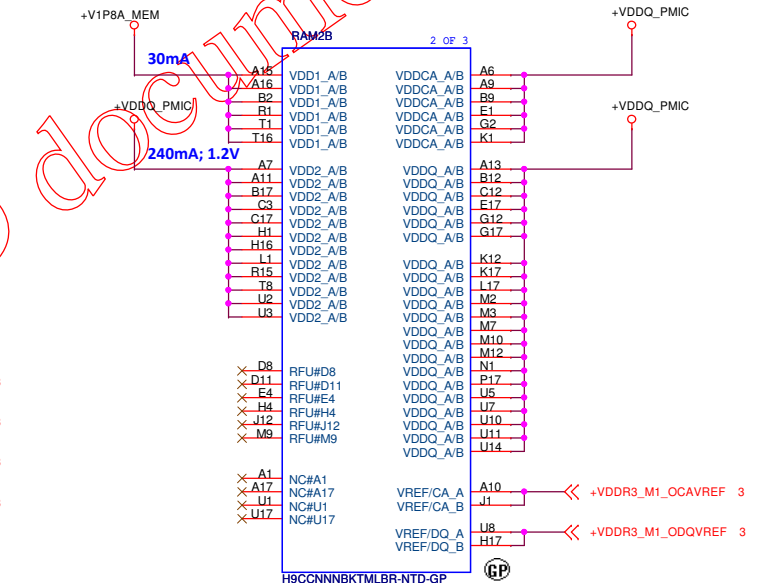 +V1P8A_MEM
+VDDQ_PMIC
RAM2B
2 OF 3
30mA
A15 VDD1_A/B VDDCA_A/B A6
A16 VDD1_A/B VDDCA_A/B A9
B2 VDD1_A/B VDDCA_A/B B9
R1 VDD1_A/B VDDCA_A/B E1
T1 VDD1_A/B VDDCA_A/B G2
T16 VDD1_A/B VDDCA_A/B K1
+VDDQ_PMIC
+VDDQ_PMIC
240mA; 1.2V
A7 VDD2_A/B VDDQ_A/B A13
A11 VDD2_A/B VDDQ_A/B B12
B17 VDD2_A/B VDDQ_A/B C12
C3 VDD2_A/B VDDQ_A/B E17
C17 VDD2_A/B VDDQ_A/B G12
H1 VDD2_A/B VDDQ_A/B G17
H16 VDD2_A/B
L1 VDD2_A/B VDDQ_A/B K12
R15 VDD2_A/B VDDQ_A/B K17
T8 VDD2_A/B VDDQ_A/B L17
U2 VDD2_A/B VDDQ_A/B M2
U3 VDD2_A/B VDDQ_A/B M3
VDDQ_A/B M7
VDDQ_A/B M10
VDDQ_A/B M12
D8 RFU#D8 VDDQ_A/B N1
D11 RFU#D11 VDDQ_A/B P17
E4 RFU#E4 VDDQ_A/B U5
H4 RFU#H4 VDDQ_A/B U7
J12 RFU#J12 VDDQ_A/B U10
M9 RFU#M9 VDDQ_A/B U11
VDDQ_A/B U14
A1 NC#A1
A17 NC#A17 VREF/CA_A A10 +VDDR3_M1_OCAVREF 3
U1 NC#U1 VREF/CA_B J1
U17 NC#U17
VREF/DQ_A U8 +VDDR3_M1_ODQVREF 3
VREF/DQ_B H17
H9CCNNNBKTMLBR-NTD-GP
GP